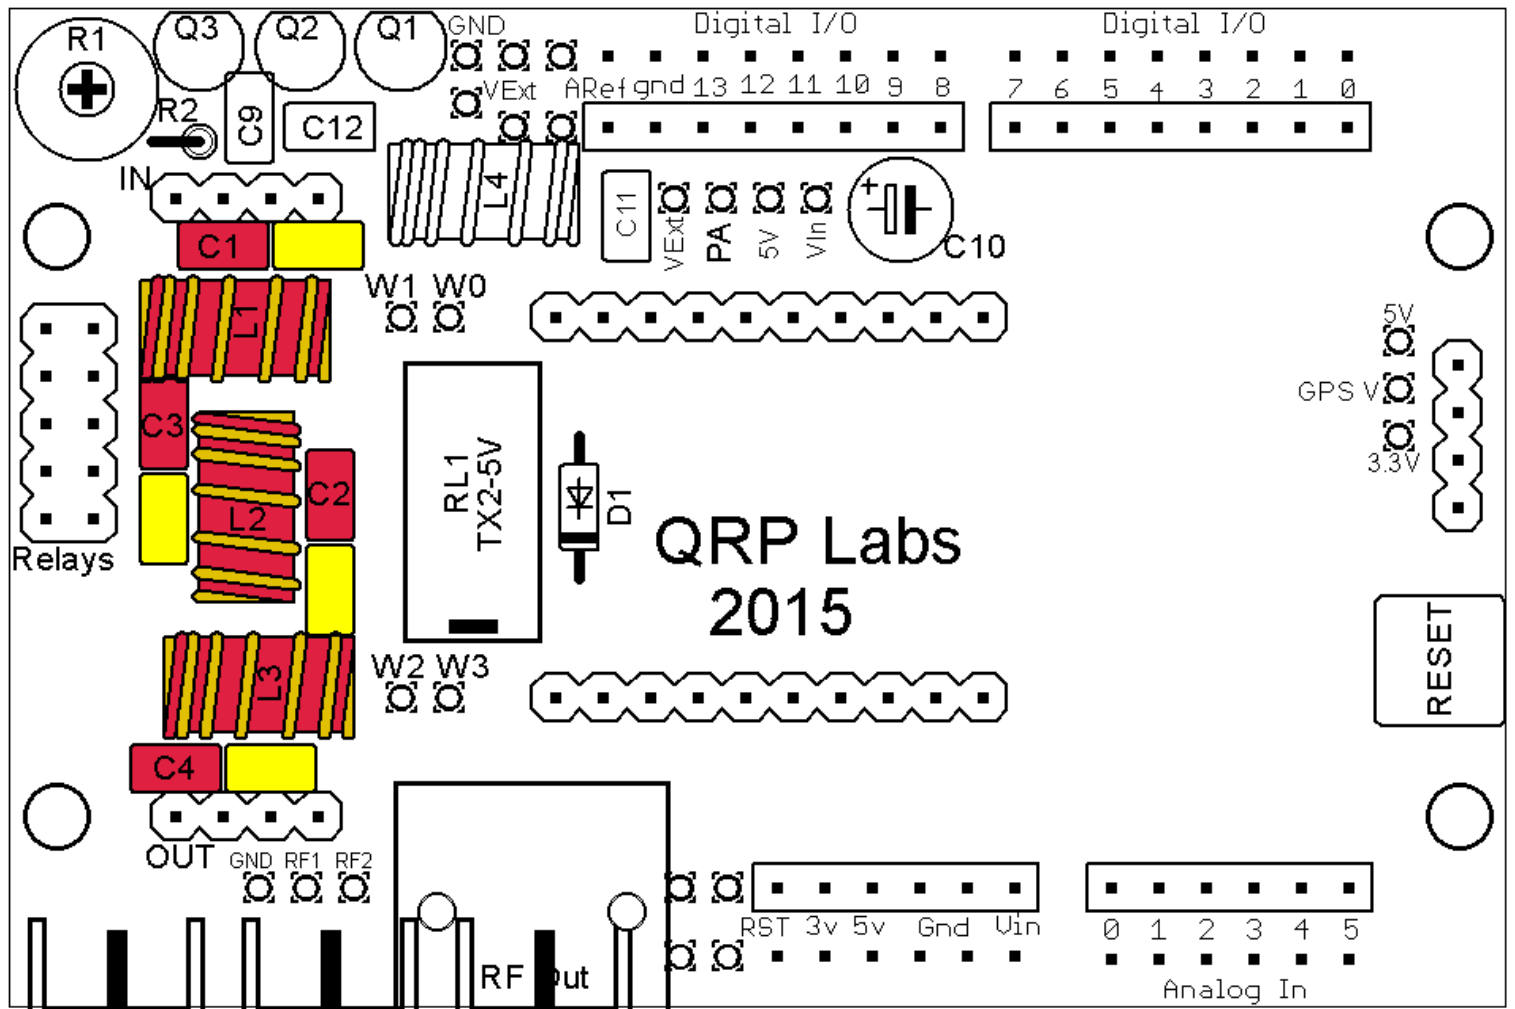 R1 Q3 Q2 Q1 GND Digital I/O Digital I/O
VExt ARef gnd 13 12 11 10 9 8 7 6 5 4 3 2 1 0
R2 C9 C12
IN L4 C11 VExt PA 5V VIn + C10
C1
W1 W0
L1
5V
GPS V
3.3V
C3
C2
L2
RL1
TX2-5V
D1
QRP Labs
2015
Relays
RESET
W2 W3
L3
C4
OUT GND RF1 RF2
RST 3v 5v Gnd Vin 0 1 2 3 4 5
RF Out
Analog In